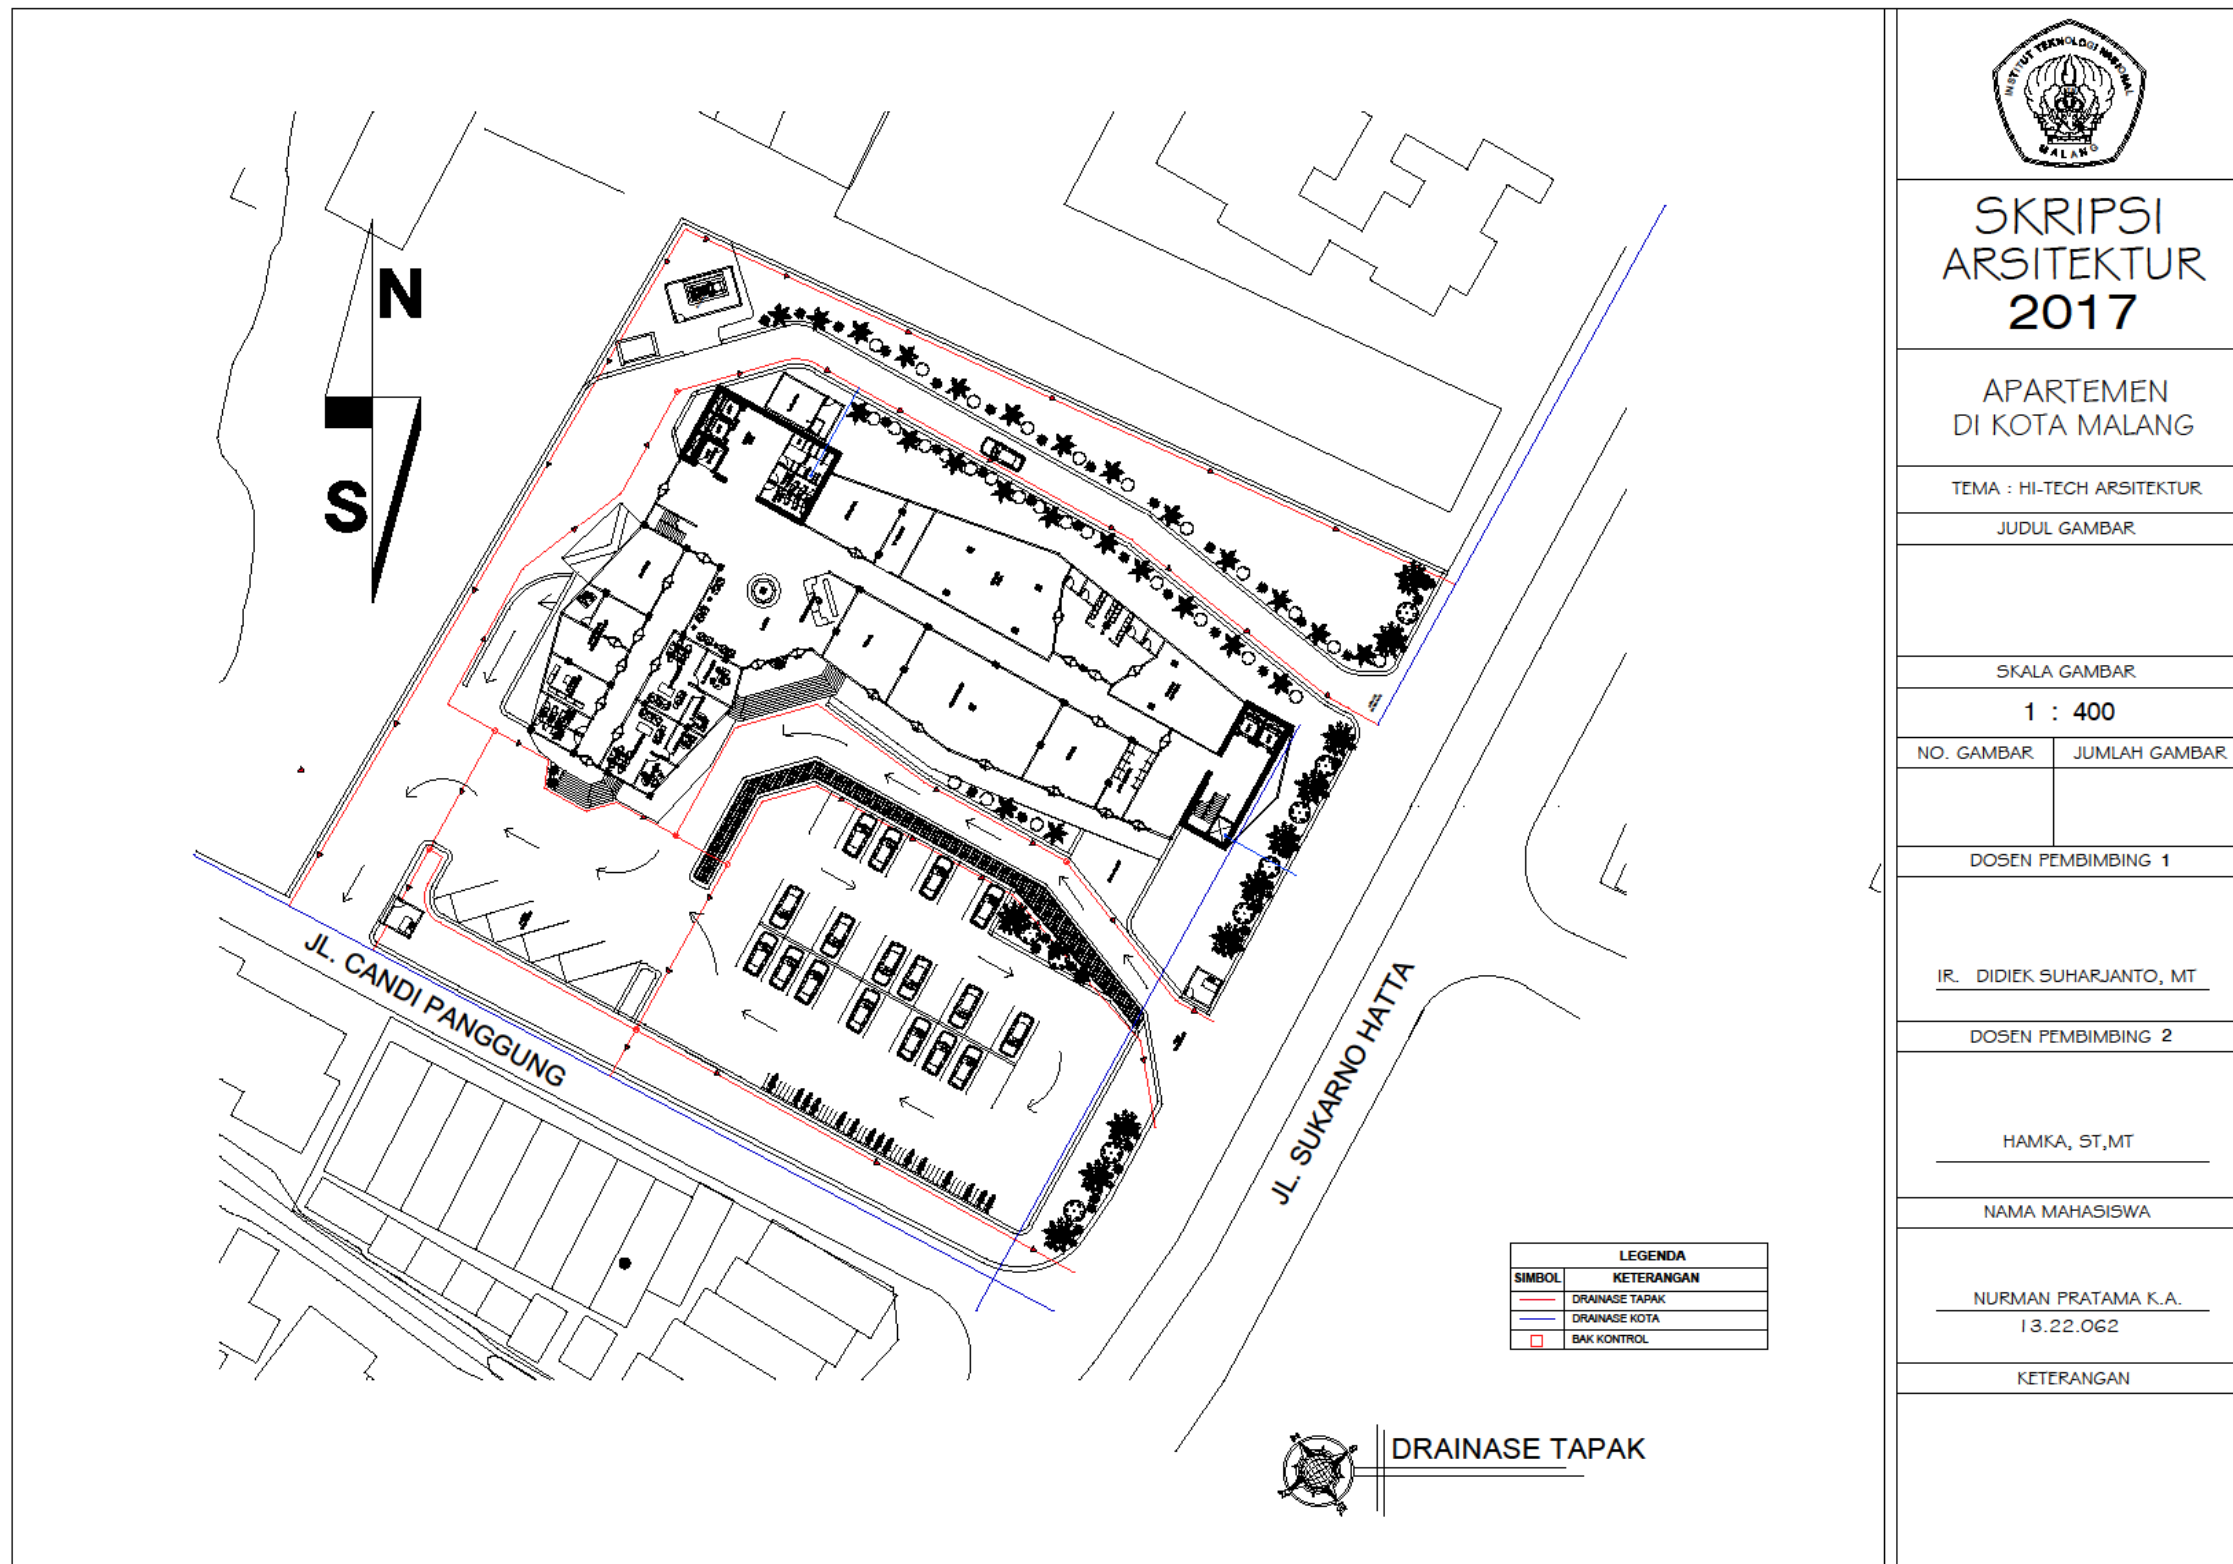 N
S
JL. CANDI PANGGUNG
JL. SUKARNO HATTA
LEGENDA
SIMBOL KETERANGAN
DRAINASE TAPAK
DRAINASE KOTA
BAK KONTROL
DRAINASE TAPAK
INSTITUT TEKNOLOGI NASIONAL
MALANG
SKRIPSI
ARSITEKTUR
2017
APARTEMEN
DI KOTA MALANG
TEMA : HI-TECH ARSITEKTUR
JUDUL GAMBAR
SKALA GAMBAR
1 : 400
NO. GAMBAR JUMLAH GAMBAR
DOSEN PEMBIMBING 1
IR. DIDIEK SUHARJANTO, MT
DOSEN PEMBIMBING 2
HAMKA, ST,MT
NAMA MAHASISWA
NURMAN PRATAMA K.A.
13.22.062
KETERANGAN